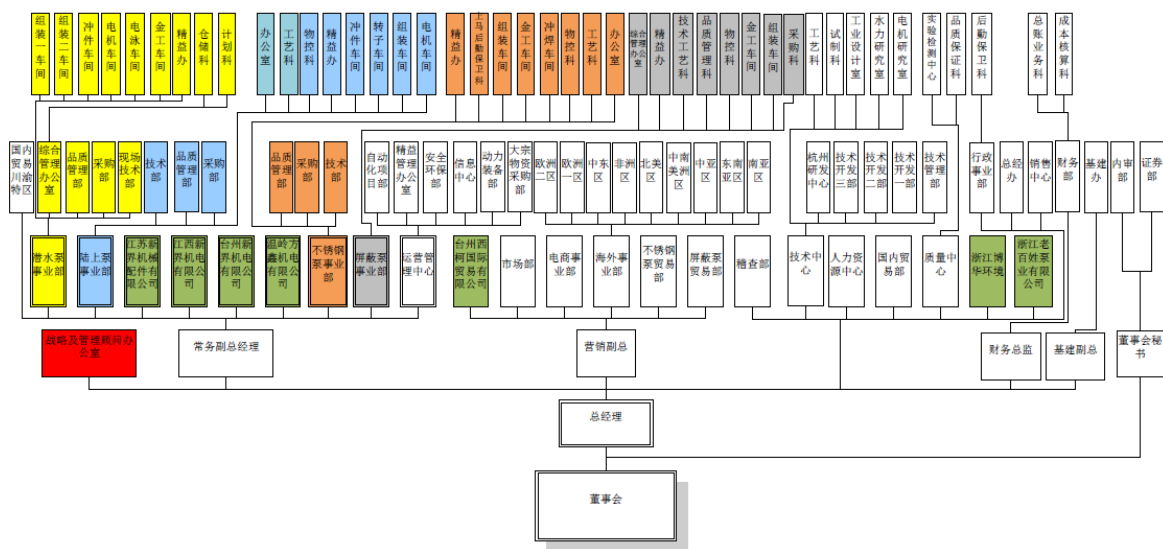 组装一车间
组装二车间
冲件车间
电机车间
电泳车间
金工车间
精益办
仓储科
计划科
办公室
工艺科
物控科
精益办
冲件车间
转子车间
组装车间
电机车间
精益办
上马后勤保卫科
组装车间
金工车间
冲焊车间
物控科
工艺科
办公室
综合管理办公室
精益办
技术工艺科
品质管理科
物控科
金工车间
组装车间
采购科
工艺科
试制科
工业设计室
水力研究室
电机研究室
实验检测中心
品质保证科
后勤保卫科
总账业务科
成本核算科
国内贸易川渝特区
综合管理办公室
品质管理部
采购部
现场技术部
技术部
品质管理部
采购部
品质管理部
采购部
技术部
自动化项目部
精益管理办公室
安全环保部
信息中心
动力装备部
大宗物资采购部
欧洲二区
欧洲一区
中东区
非洲区
北美区
中南美洲区
中亚区
东南亚区
南亚区
杭州研发中心
技术开发三部
技术开发二部
技术开发一部
技术管理部
行政事业部
总经办
销售中心
财务部
基建办
内审部
证券部
潜水泵事业部
陆上泵事业部
江苏新界机械配件有限公司
江西新界机电有限公司
台州新界机电有限公司
温岭方鑫机电有限公司
不锈钢泵事业部
屏蔽泵事业部
运营管理中心
台州西柯国际贸易有限公司
市场部
电商事业部
海外事业部
不锈钢泵贸易部
屏蔽泵贸易部
稽查部
技术中心
人力资源中心
国内贸易部
质量中心
浙江博华环境
浙江老百姓泵业有限公司
战略及管理顾问办公室
常务副总经理
营销副总
财务总监
基建副总
董事会秘书
总经理
董事会